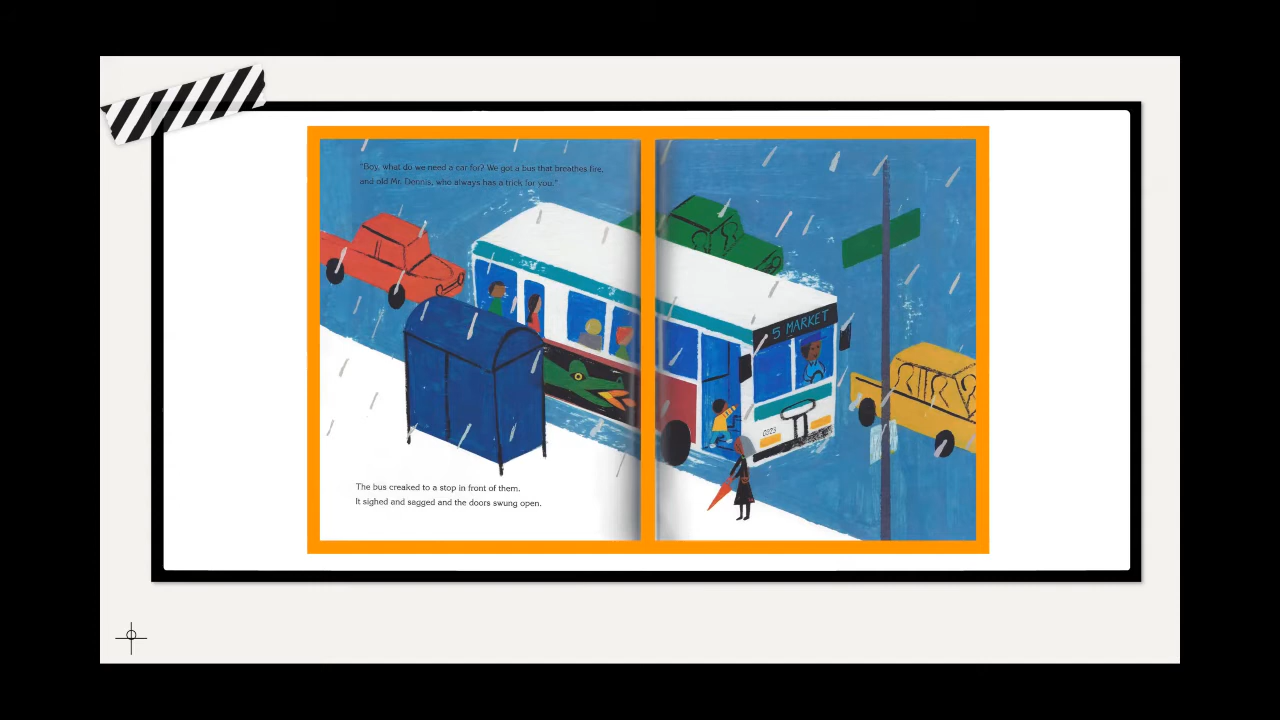 "Boy, what do we need a car for? We got a bus that breathes fire,
and old Mr. Dennis, who always has a trick for you."
5 MARKET
0223
The bus creaked to a stop in front of them.
It sighed and sagged and the doors swung open.